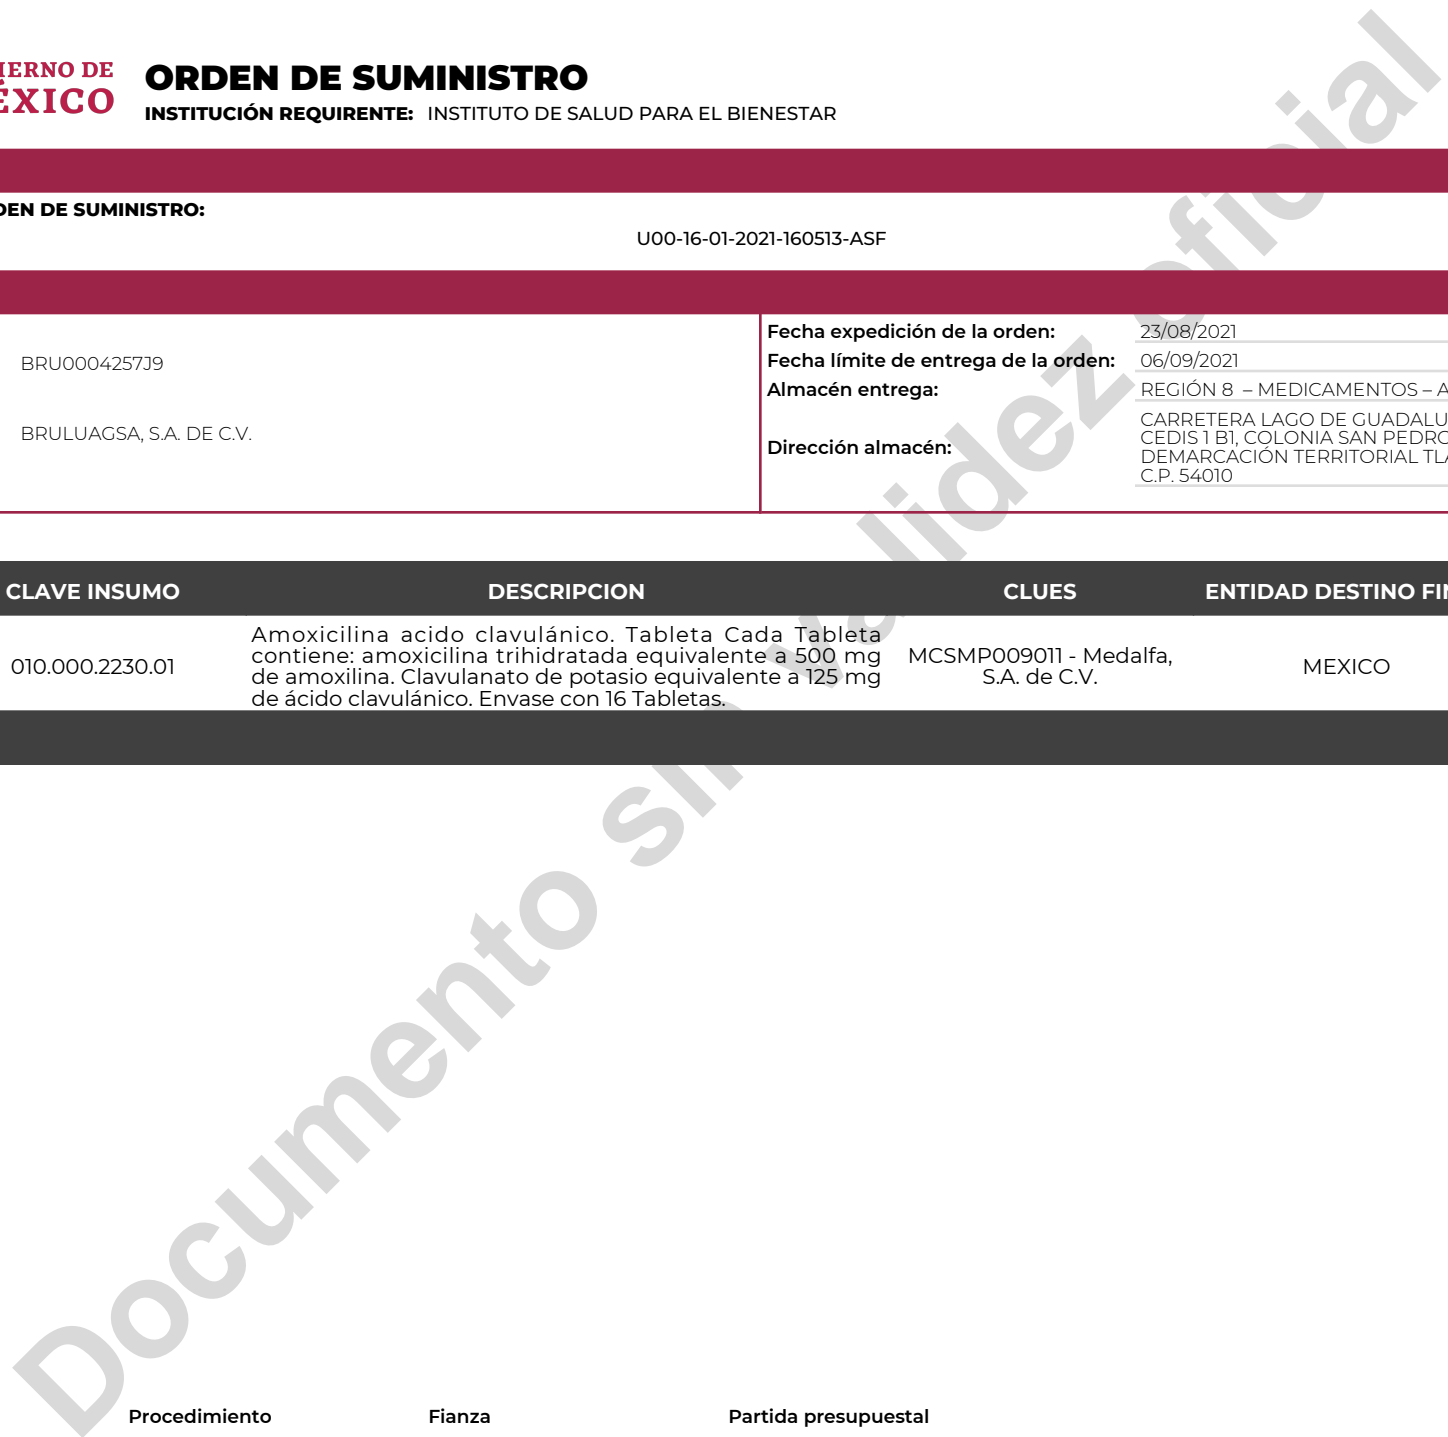 IERNO DE
ÉXICO
ORDEN DE SUMINISTRO
INSTITUCIÓN REQUIRENTE: INSTITUTO DE SALUD PARA EL BIENESTAR
DEN DE SUMINISTRO:
U00-16-01-2021-160513-ASF
BRU0004257J9
BRULUAGSA, S.A. DE C.V.
Fecha expedición de la orden: 23/08/2021
Fecha límite de entrega de la orden: 06/09/2021
Almacén entrega: REGIÓN 8 – MEDICAMENTOS – A
Dirección almacén:
CARRETERA LAGO DE GUADALU
CEDIS 1 B1, COLONIA SAN PEDRO
DEMARCACIÓN TERRITORIAL TLA
C.P. 54010
CLAVE INSUMO DESCRIPCION CLUES ENTIDAD DESTINO FIN
010.000.2230.01
Amoxicilina acido clavulánico. Tableta Cada Tableta
contiene: amoxicilina trihidratada equivalente a 500 mg
de amoxilina. Clavulanato de potasio equivalente a 125 mg
de ácido clavulánico. Envase con 16 Tabletas.
MCSMP009011 - Medalfa,
S.A. de C.V.
MEXICO
Documento sin validez oficial
Procedimiento Fianza Partida presupuestal